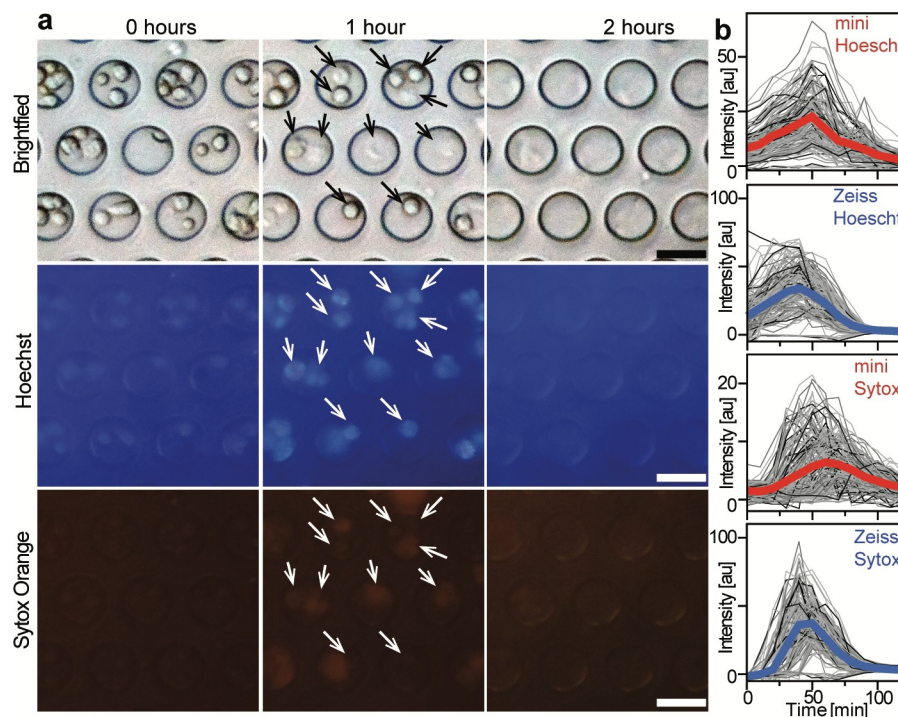 a
0 hours
1 hour
2 hours
Brightfied
Hoechst
Sytox Orange
b
mini
Hoescht
Intensity [au]
50
0
Zeiss
Hoescht
Intensity [au]
100
0
mini
Sytox
Intensity [au]
20
0
Zeiss
Sytox
Intensity [au]
100
0
0
50
100
Time [min]